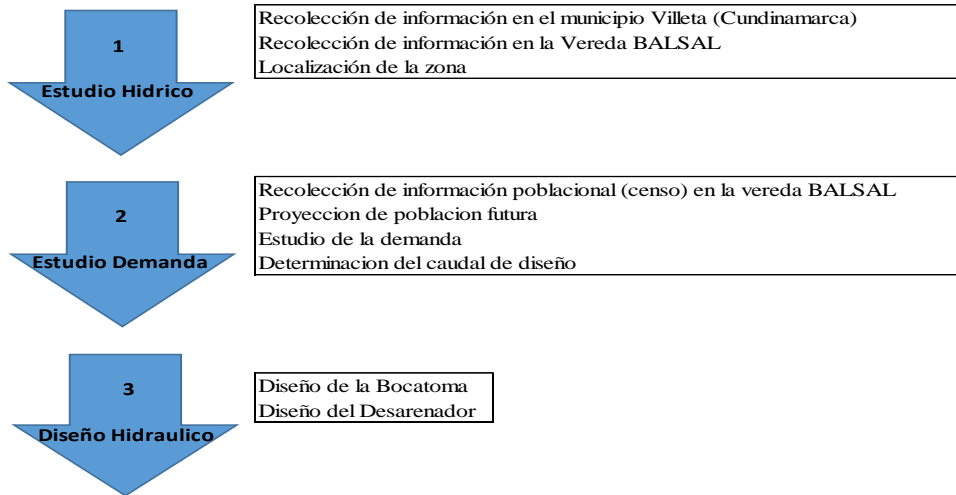 1
Estudio Hidrico
Recolección de información en el municipio Villeta (Cundinamarca)
Recolección de información en la Vereda BALSAL
Localización de la zona
2
Estudio Demanda
Recolección de información poblacional (censo) en la vereda BALSAL
Proyeccion de poblacion futura
Estudio de la demanda
Determinacion del caudal de diseño
3
Diseño Hidraulico
Diseño de la Bocatoma
Diseño del Desarenador